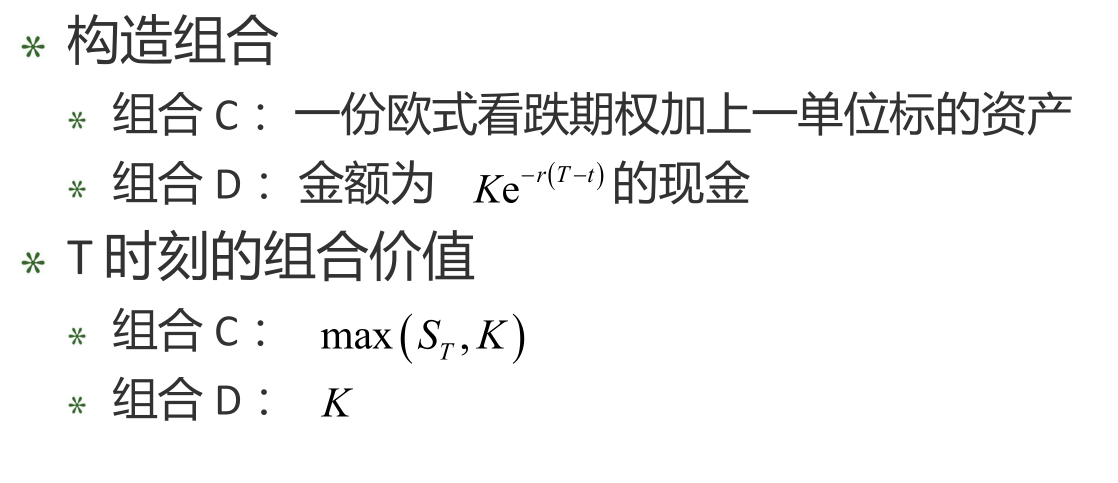 * 构造组合
* 组合 C： 一份欧式看跌期权加上一单位标的资产
* 组合 D： 金额为 Ke^{-r(T-t)} 的现金
* T 时刻的组合价值
* 组合 C： max(S_T, K)
* 组合 D： K